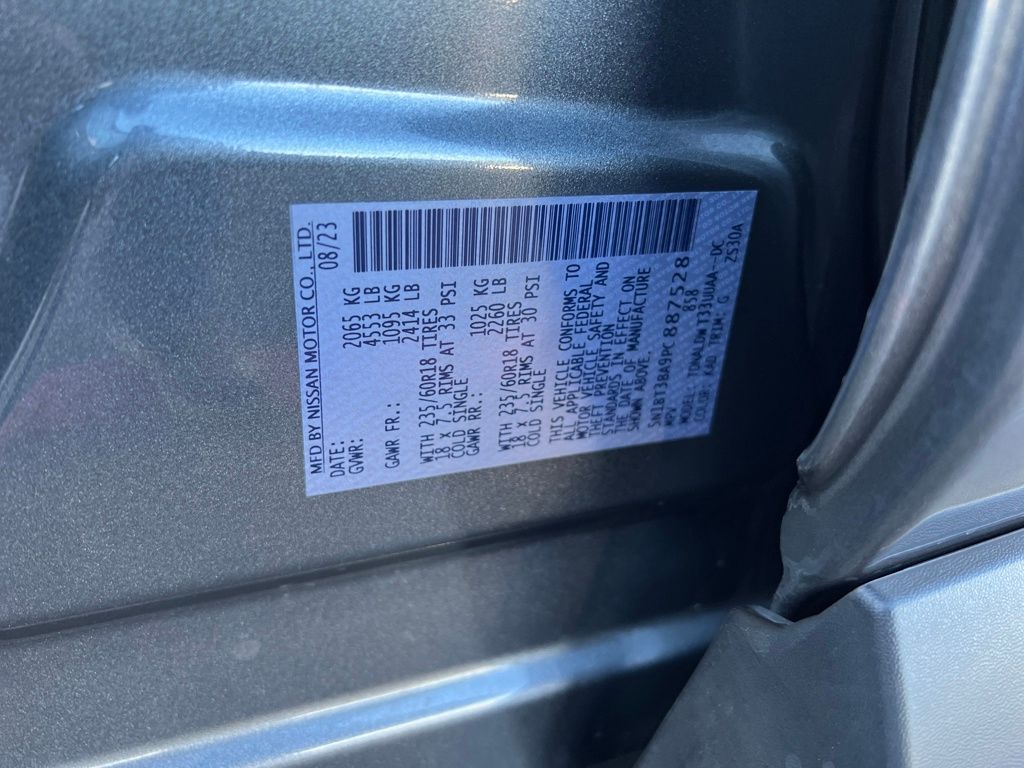 MFD BY NISSAN MOTOR CO., LTD.
DATE: 08/23
GVWR: 2065 KG
4553 LB
GAWR FR.: 1095 KG
2414 LB
WITH 235/60R18 TIRES
18 X 7.5 RIMS AT 33 PSI
COLD SINGLE
GAWR RR.: 1025 KG
2260 LB
WITH 235/60R18 TIRES
18 X 7.5 RIMS AT 30 PSI
COLD SINGLE
THIS VEHICLE CONFORMS TO
ALL APPLICABLE FEDERAL
MOTOR VEHICLE SAFETY AND
THEFT PREVENTION
STANDARDS IN EFFECT ON
THE DATE OF MANUFACTURE
SHOWN ABOVE.
5N1BT3BA9PC887528
MPV 858
MODEL: TONALDW T33UUAA--DC
COLOR: KAD TRIM: G ZS30A